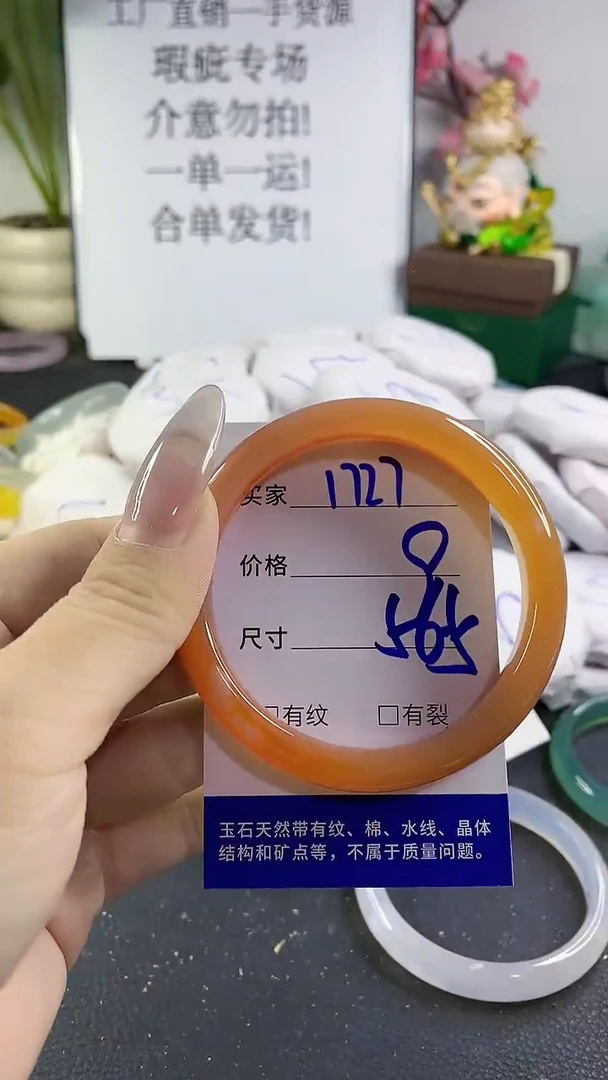 工厂直销一手货源
瑕疵专场
介意勿拍!
一单一运!
合单发货!
买家 1727
价格
尺寸 565
□有纹 □有裂
玉石天然带有纹、棉、水线、晶体
结构和矿点等，不属于质量问题。